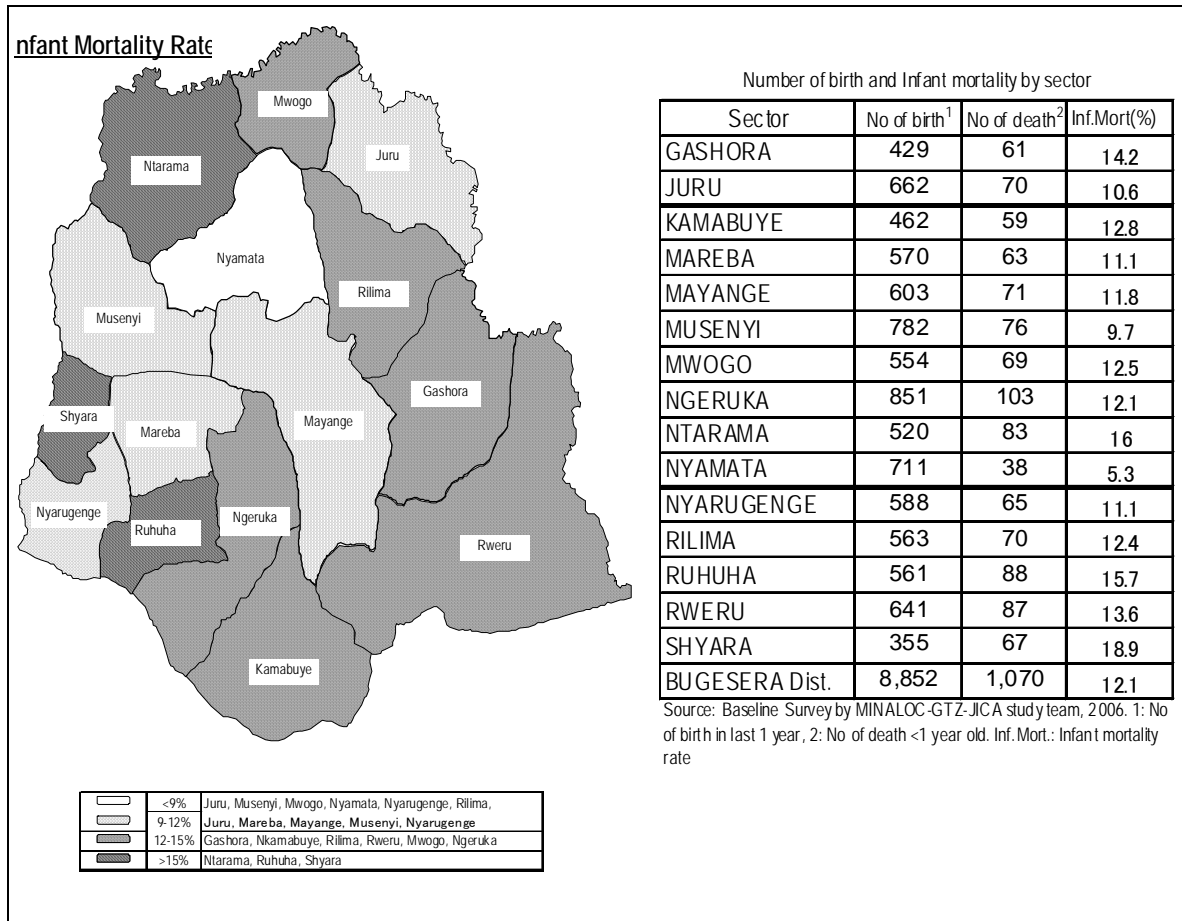 nfant Mortality Rate
Mwogo
Juru
Ntarama
Nyamata
Rilima
Musenyi
Gashora
Shyara
Mareba
Mayange
Nyarugenge
Ruhuha
Ngeruka
Rweru
Kamabuye
Number of birth and Infant mortality by sector
Sector No of birth1 No of death2 Inf.Mort(%)
GASHORA 429 61 14.2
JURU 662 70 10.6
KAMABUYE 462 59 12.8
MAREBA 570 63 11.1
MAYANGE 603 71 11.8
MUSENYI 782 76 9.7
MWOGO 554 69 12.5
NGERUKA 851 103 12.1
NTARAMA 520 83 16
NYAMATA 711 38 5.3
NYARUGENGE 588 65 11.1
RILIMA 563 70 12.4
RUHUHA 561 88 15.7
RWERU 641 87 13.6
SHYARA 355 67 18.9
BUGESERA Dist. 8,852 1,070 12.1
Source: Baseline Survey by MINALOC-GTZ-JICA study team, 2006. 1: No
of birth in last 1 year, 2: No of death <1 year old. Inf.Mort.: Infant mortality
rate
<9% Juru, Musenyi, Mwogo, Nyamata, Nyarugenge, Rilima,
9-12% Juru, Mareba, Mayange, Musenyi, Nyarugenge
12-15% Gashora, Nkamabuye, Rilima, Rweru, Mwogo, Ngeruka
>15% Ntarama, Ruhuha, Shyara